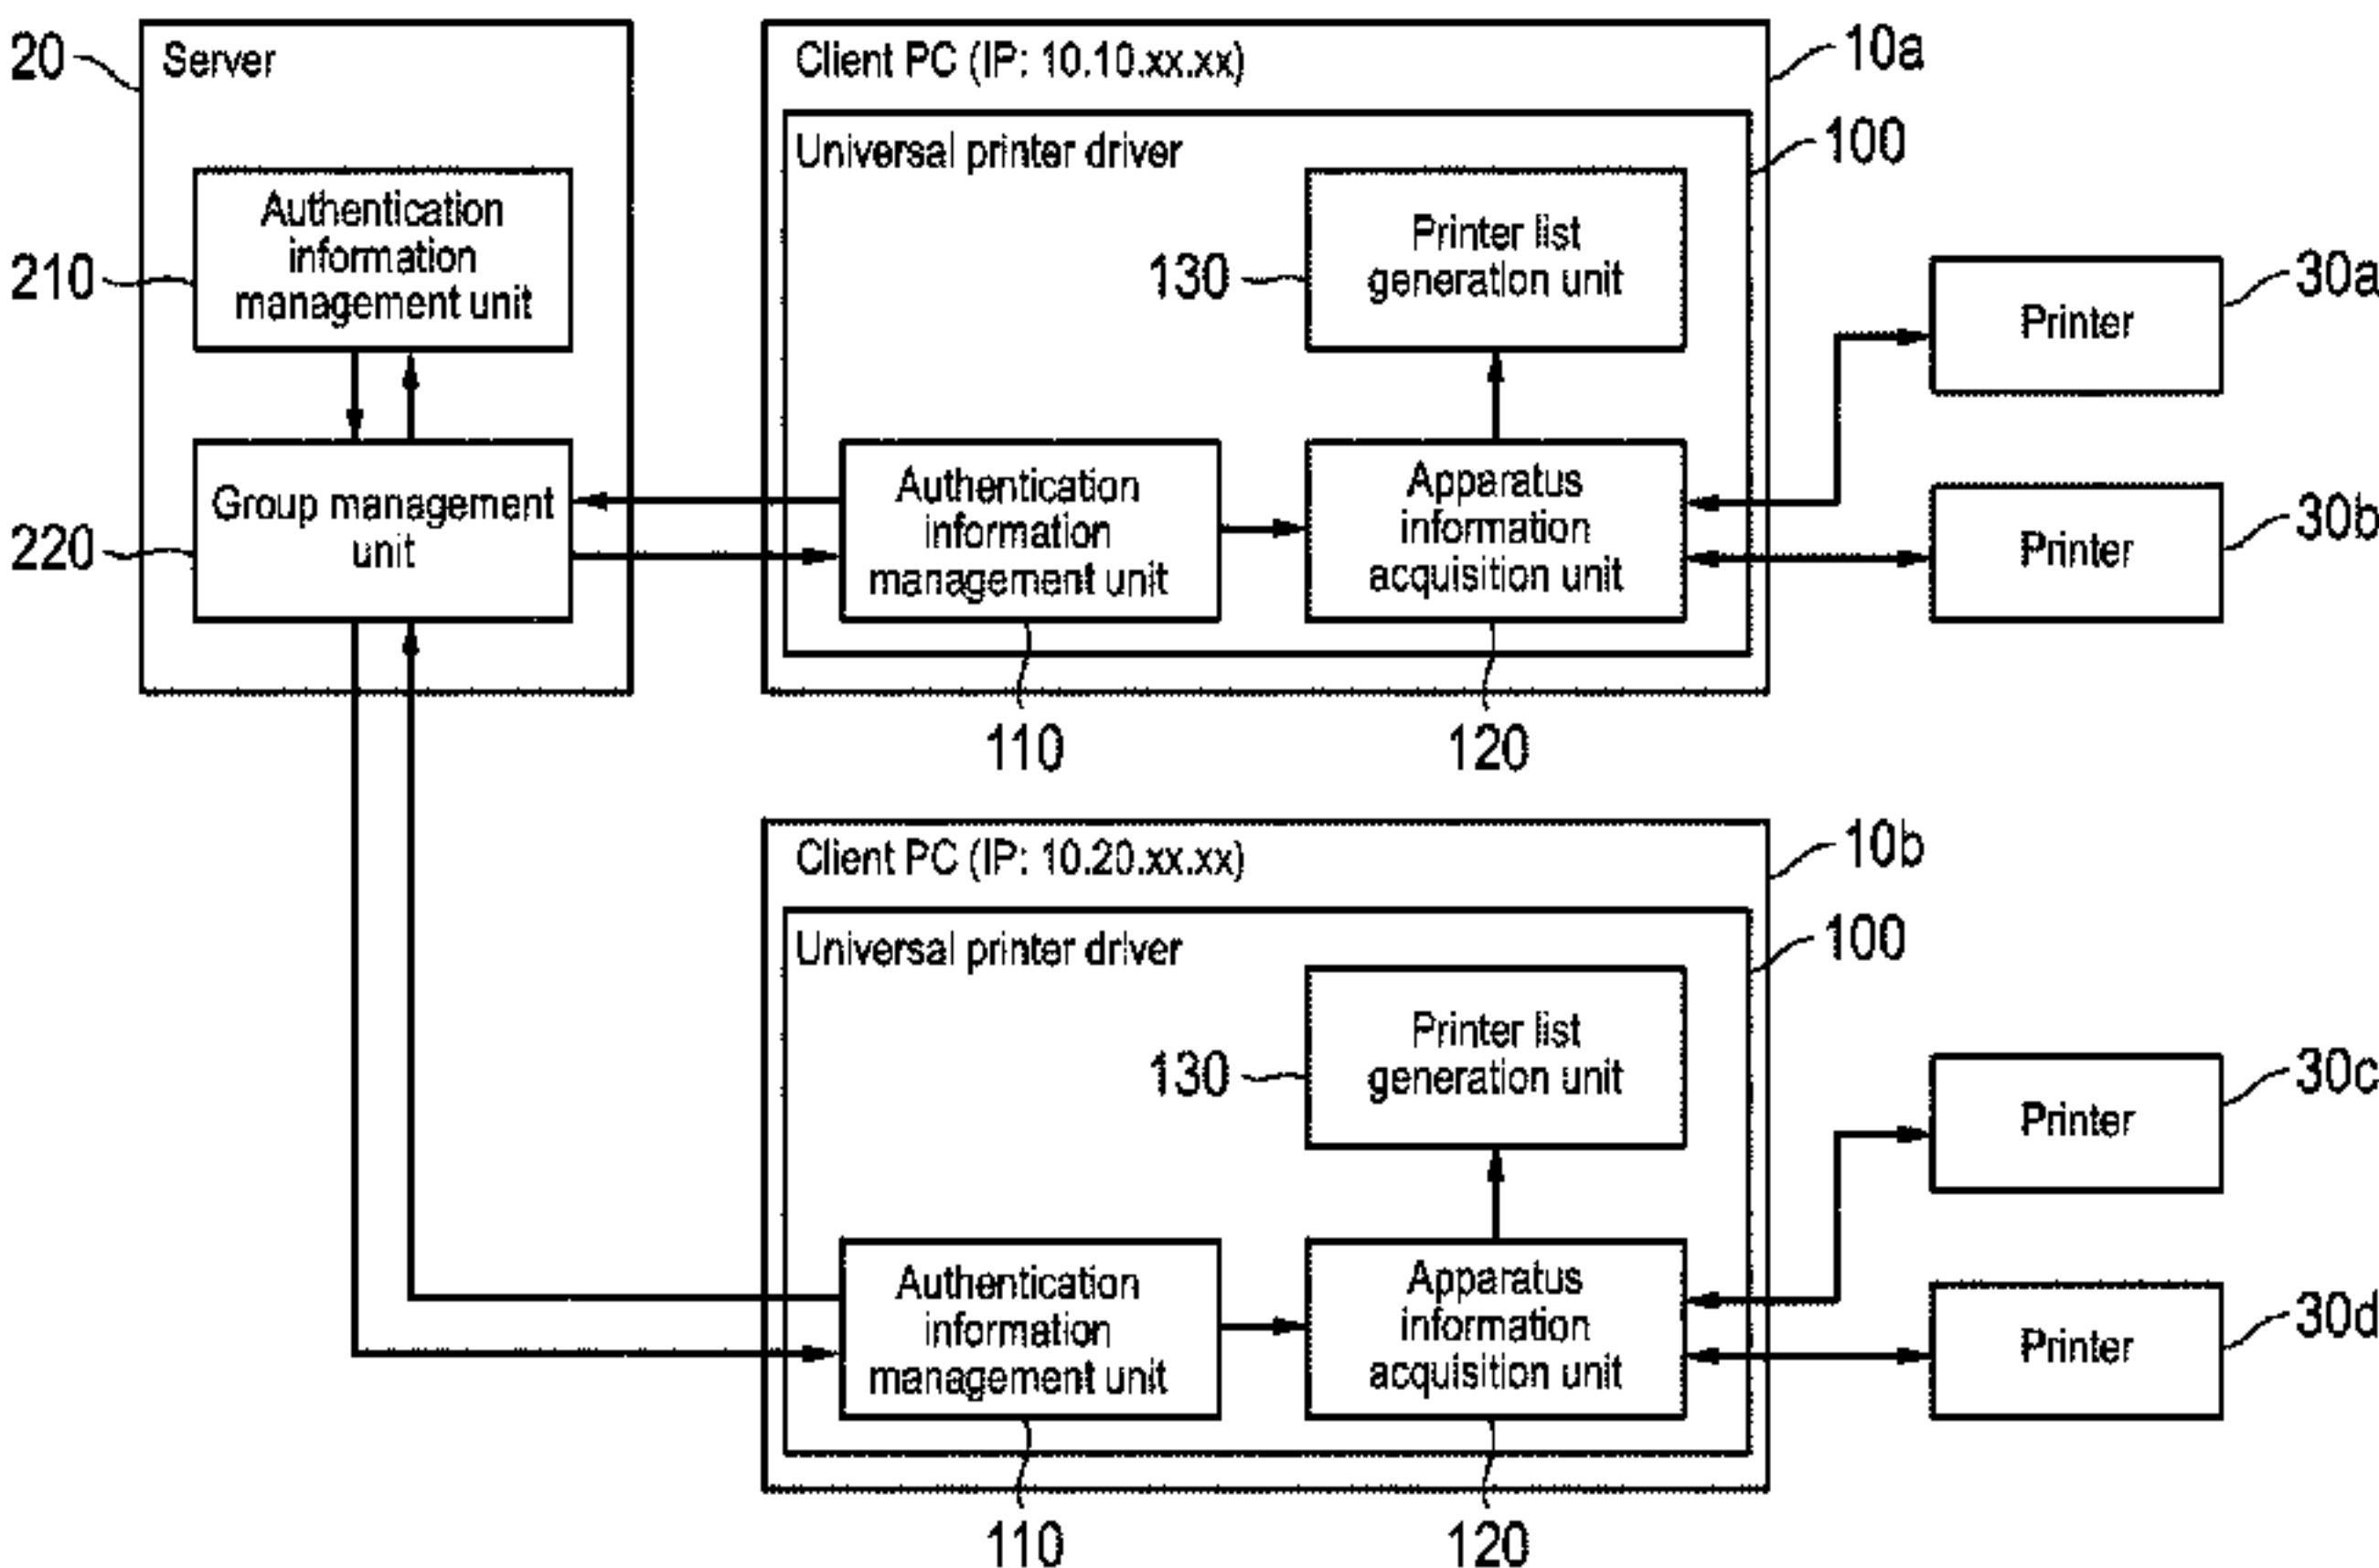 20
Server
Authentication
information
management unit
210
Group management
unit
220
Client PC (IP: 10.10.xx.xx)
10a
Universal printer driver
100
Printer list
generation unit
130
Authentication
information
management unit
110
Apparatus
information
acquisition unit
120
Printer
30a
Printer
30b
Client PC (IP: 10.20.xx.xx)
10b
Universal printer driver
100
Printer list
generation unit
130
Authentication
information
management unit
110
Apparatus
information
acquisition unit
120
Printer
30c
Printer
30d